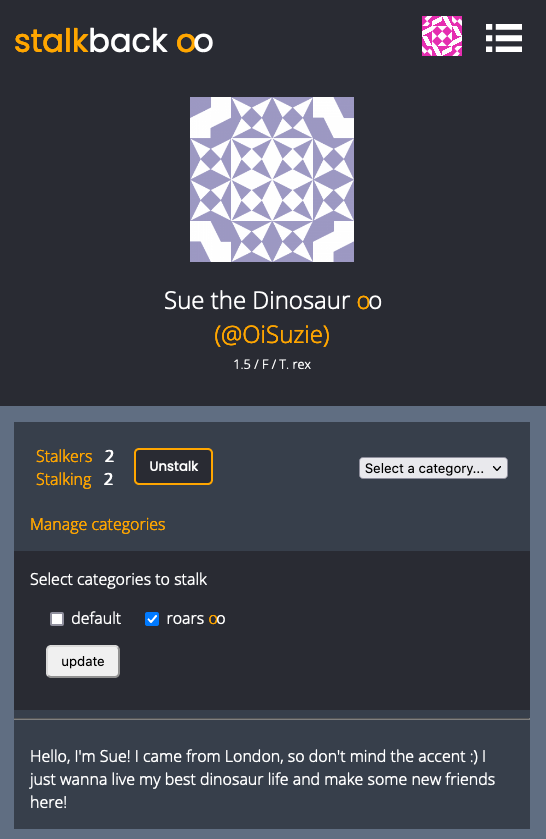 stalkback oo
Sue the Dinosaur oo
(@OiSuzie)
1.5 / F / T. rex
Stalkers 2
Stalking 2
Unstalk
Select a category...
Manage categories
Select categories to stalk
default
roars oo
update
Hello, I'm Sue! I came from London, so don't mind the accent :) I
just wanna live my best dinosaur life and make some new friends
here!